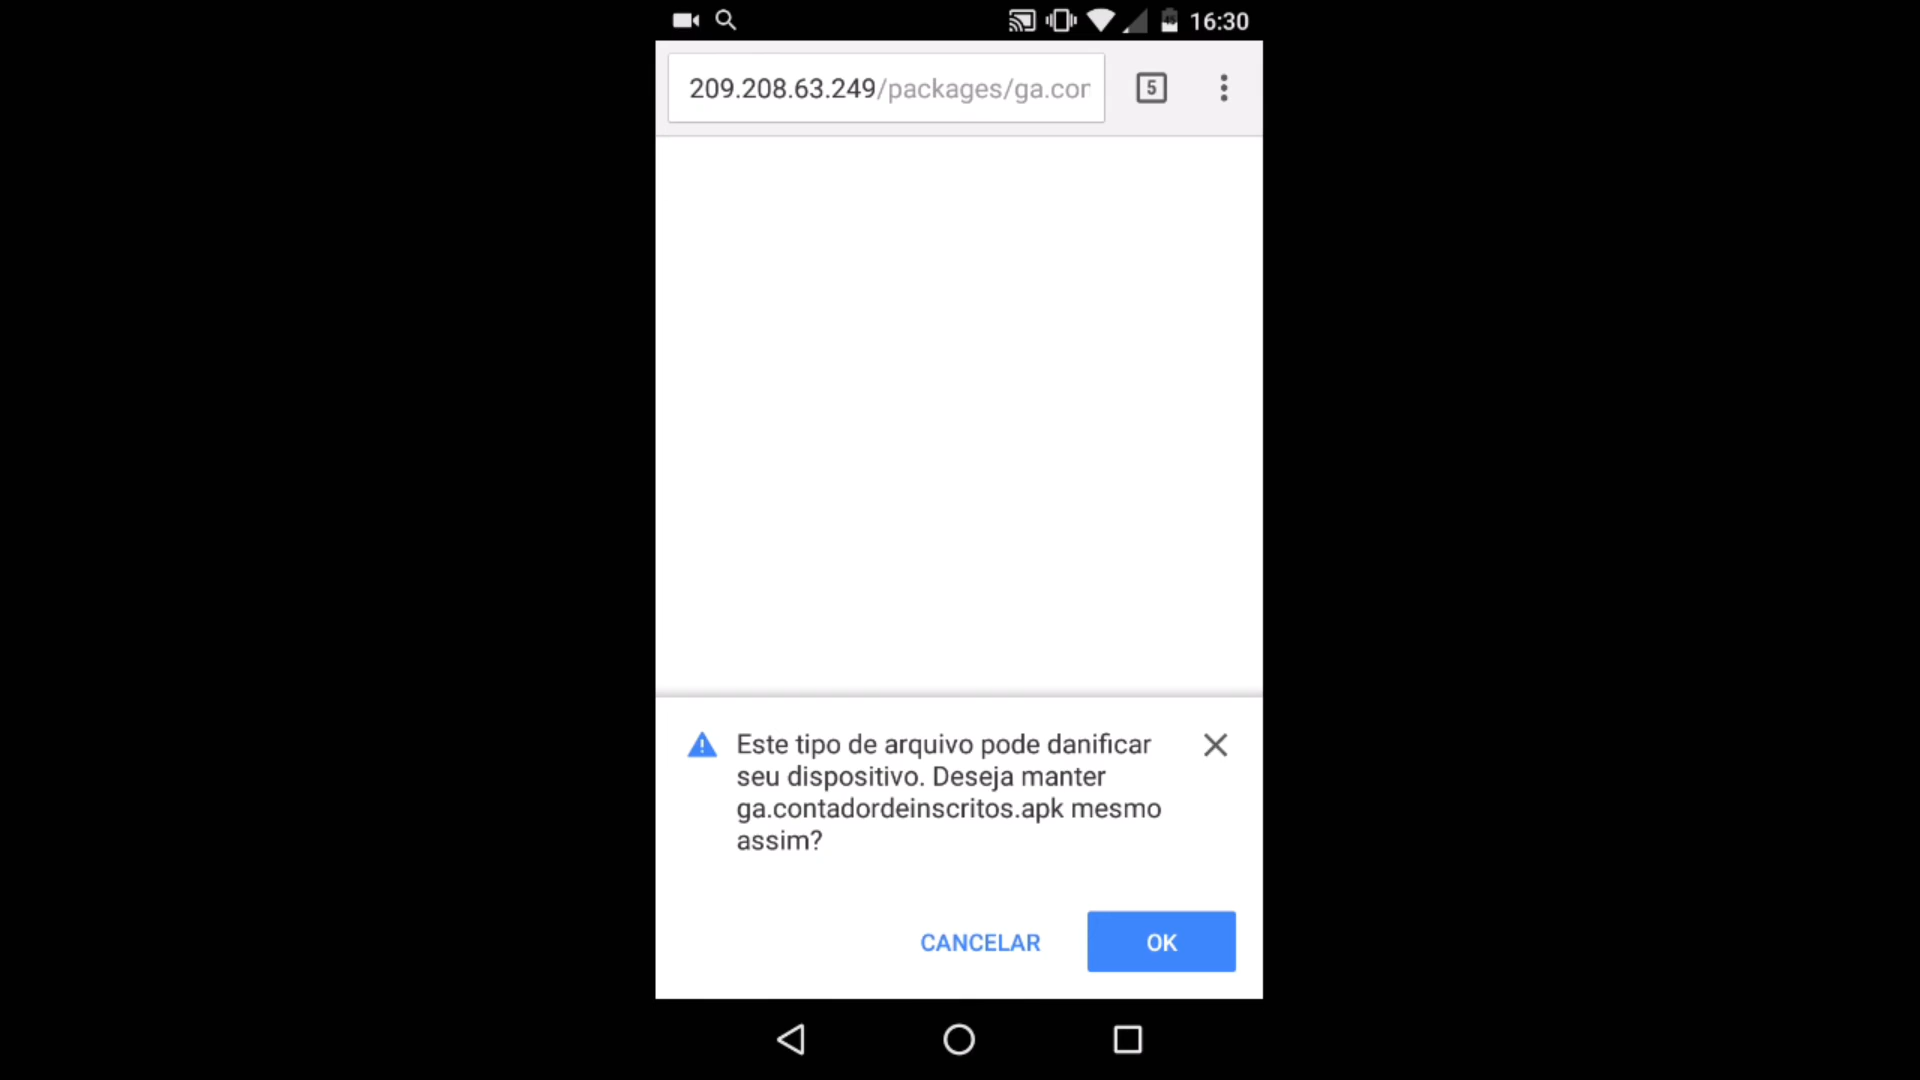 16:30
209.208.63.249/packages/ga.cor
5
Este tipo de arquivo pode danificar
seu dispositivo. Deseja manter
ga.contadordeinscritos.apk mesmo
assim?
CANCELAR
OK